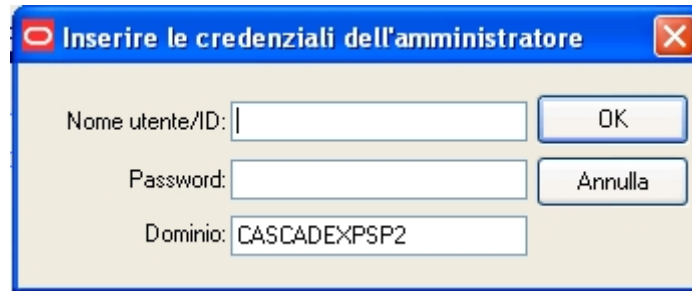 Inserire le credenziali dell'amministratore
Nome utente/ID:
OK
Password:
Annulla
Dominio: CASCADEXPSP2